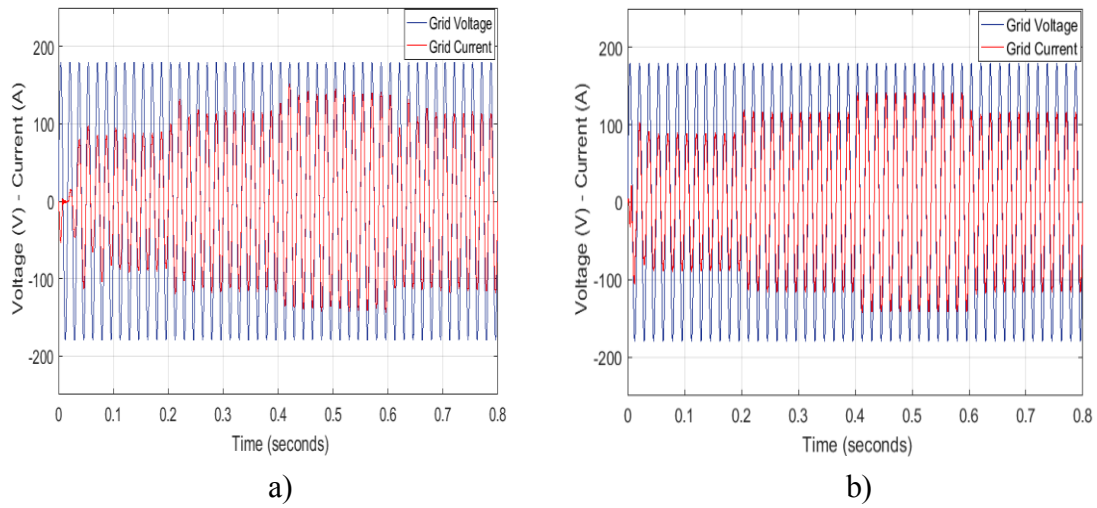 Grid Voltage
Grid Current
Voltage (V) - Current (A)
200
100
0
-100
-200
0 0.1 0.2 0.3 0.4 0.5 0.6 0.7 0.8
Time (seconds)
a)
Grid Voltage
Grid Current
Voltage (V) - Current (A)
200
100
0
-100
-200
0 0.1 0.2 0.3 0.4 0.5 0.6 0.7 0.8
Time (seconds)
b)